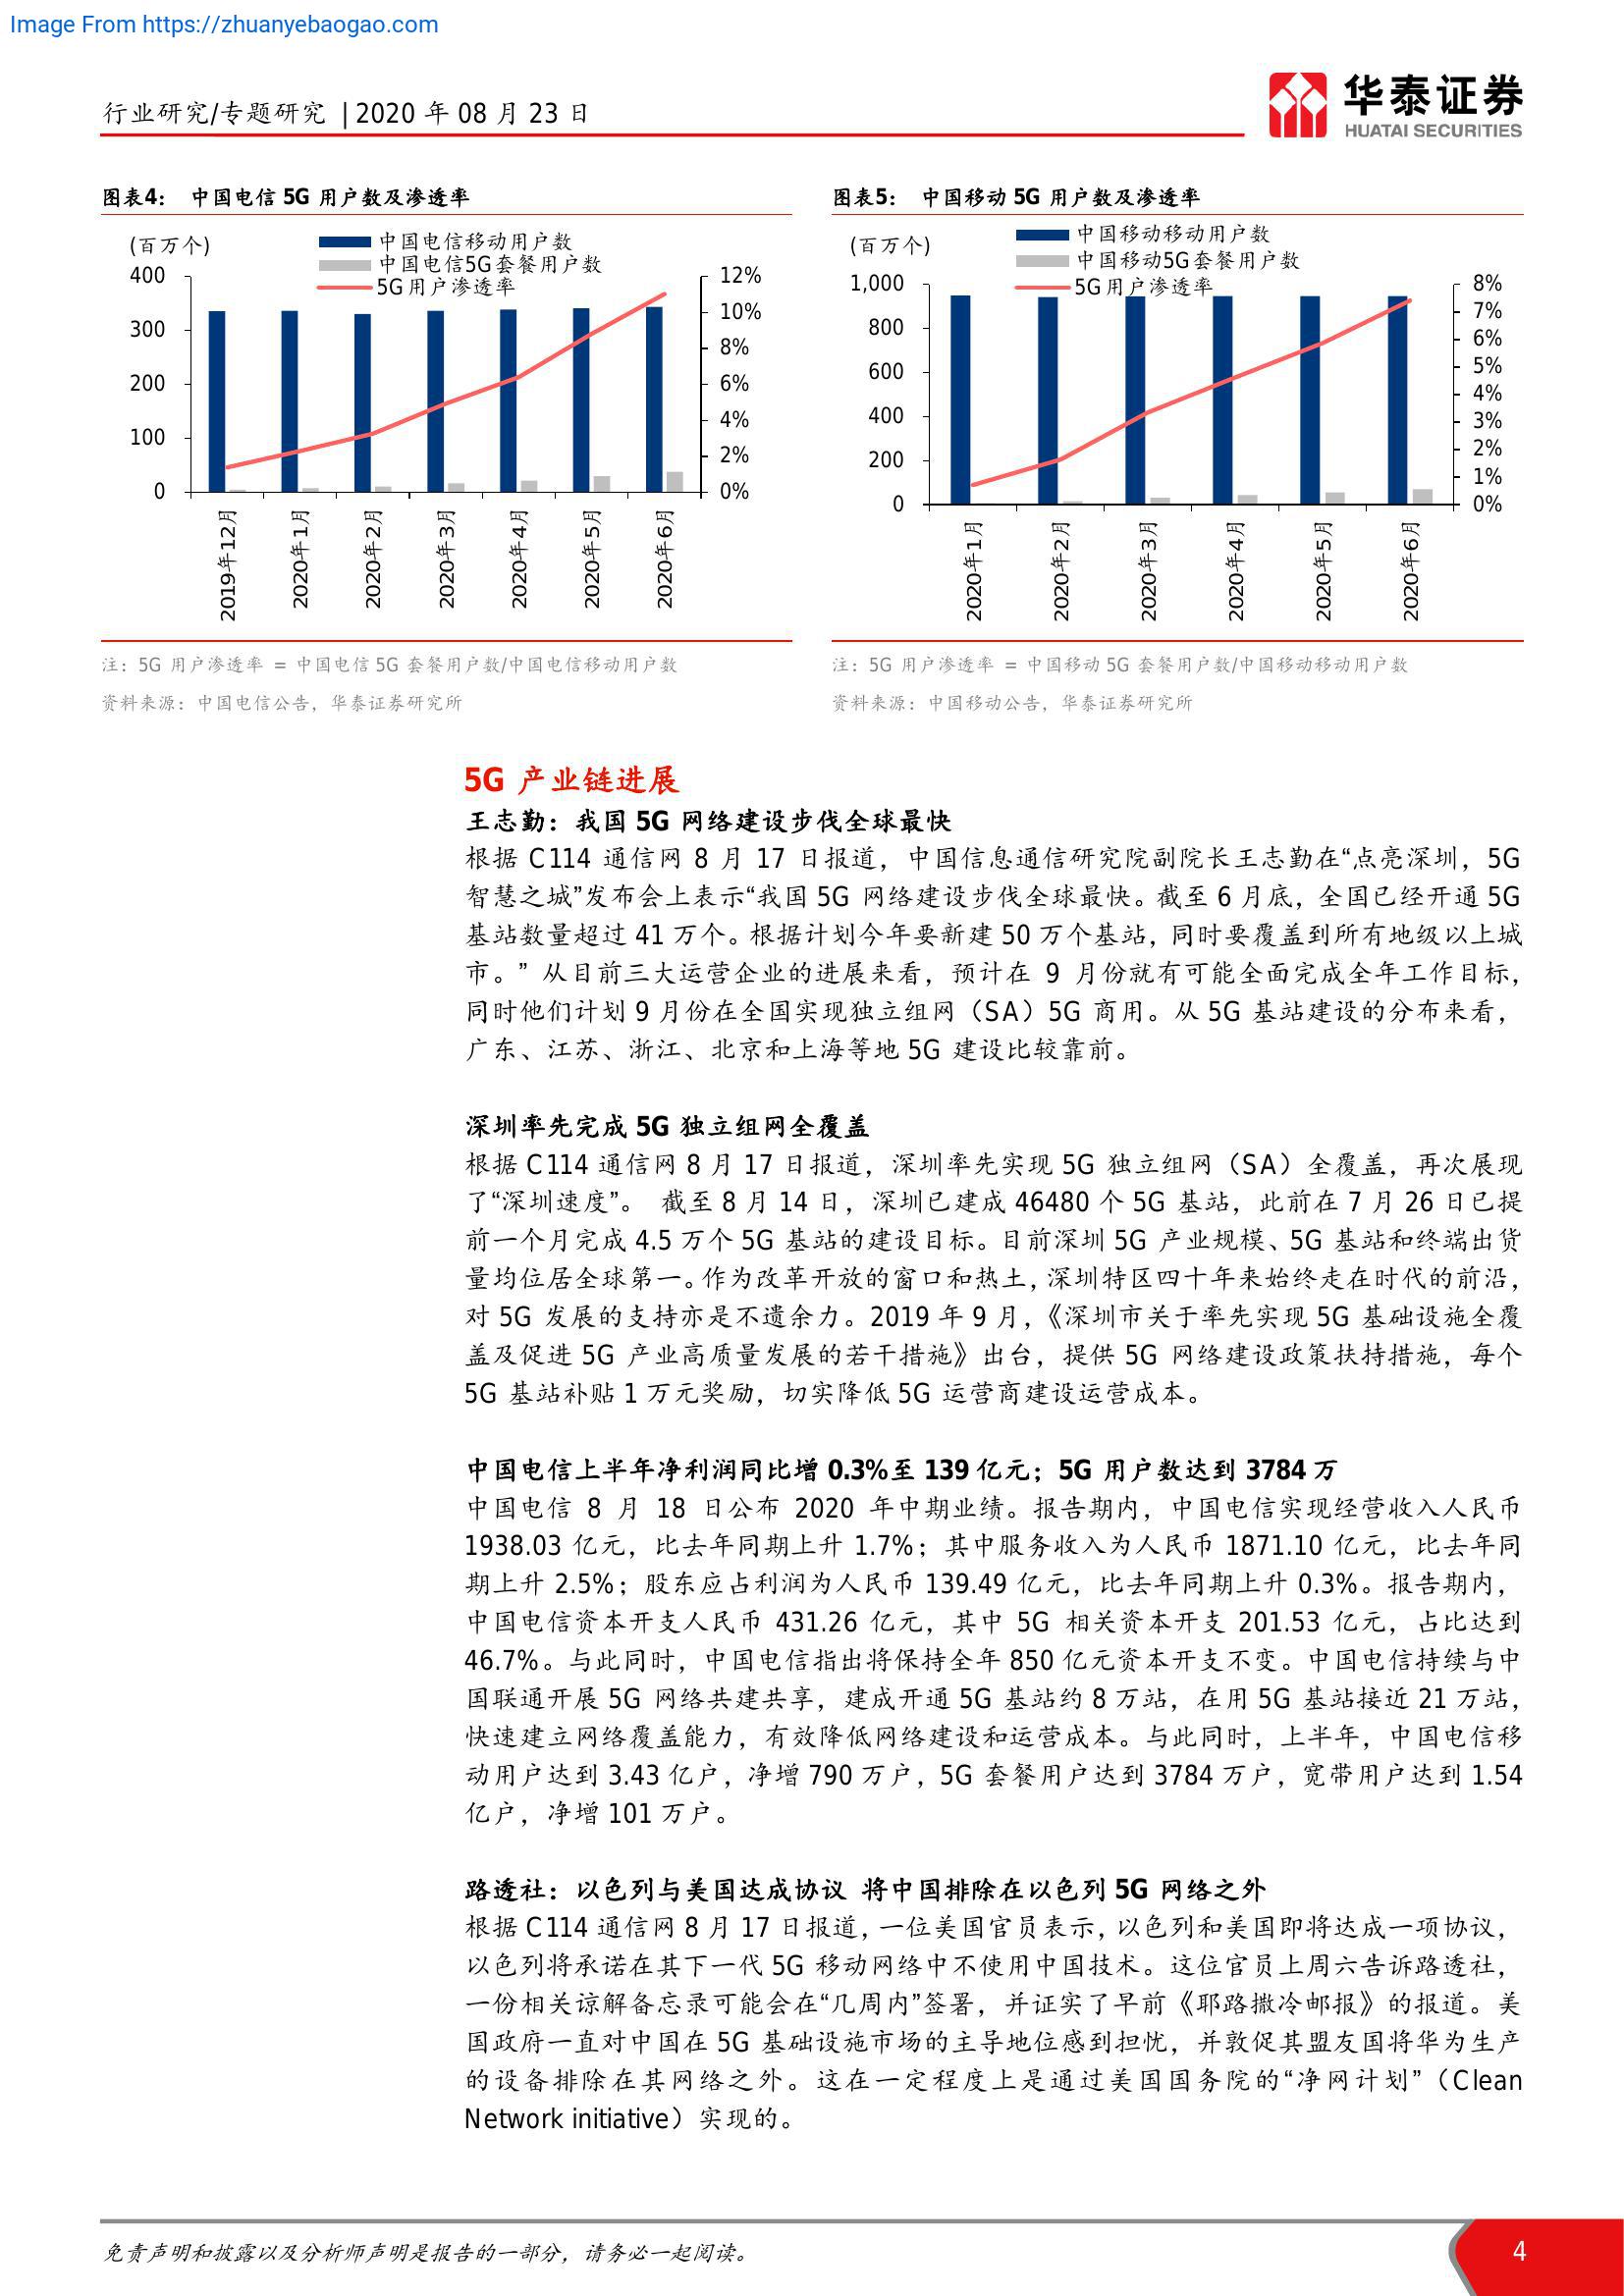 Image From https://zhuanyebaogao.com
行业研究/专题研究 | 2020 年 08 月 23 日
华泰证券
HUATAI SECURITIES
图表4： 中国电信 5G 用户数及渗透率
(百万个)
中国电信移动用户数
中国电信5G套餐用户数
5G用户渗透率
400
300
200
100
0
12%
10%
8%
6%
4%
2%
0%
2019年12月
2020年1月
2020年2月
2020年3月
2020年4月
2020年5月
2020年6月
注：5G 用户渗透率 = 中国电信 5G 套餐用户数/中国电信移动用户数
资料来源：中国电信公告，华泰证券研究所
图表5： 中国移动 5G 用户数及渗透率
(百万个)
中国移动移动用户数
中国移动5G套餐用户数
5G用户渗透率
1,000
800
600
400
200
0
8%
7%
6%
5%
4%
3%
2%
1%
0%
2020年1月
2020年2月
2020年3月
2020年4月
2020年5月
2020年6月
注：5G 用户渗透率 = 中国移动 5G 套餐用户数/中国移动移动用户数
资料来源：中国移动公告，华泰证券研究所
5G 产业链进展
王志勤：我国 5G 网络建设步伐全球最快
根据 C114 通信网 8 月 17 日报道，中国信息通信研究院副院长王志勤在“点亮深圳，5G
智慧之城”发布会上表示“我国 5G 网络建设步伐全球最快。截至 6 月底，全国已经开通 5G
基站数量超过 41 万个。根据计划今年要新建 50 万个基站，同时要覆盖到所有地级以上城
市。” 从目前三大运营企业的进展来看，预计在 9 月份就有可能全面完成全年工作目标，
同时他们计划 9 月份在全国实现独立组网（SA）5G 商用。从 5G 基站建设的分布来看，
广东、江苏、浙江、北京和上海等地 5G 建设比较靠前。
深圳率先完成 5G 独立组网全覆盖
根据 C114 通信网 8 月 17 日报道，深圳率先实现 5G 独立组网（SA）全覆盖，再次展现
了“深圳速度”。 截至 8 月 14 日，深圳已建成 46480 个 5G 基站，此前在 7 月 26 日已提
前一个月完成 4.5 万个 5G 基站的建设目标。目前深圳 5G 产业规模、5G 基站和终端出货
量均位居全球第一。作为改革开放的窗口和热土，深圳特区四十年来始终走在时代的前沿，
对 5G 发展的支持亦是不遗余力。2019 年 9 月，《深圳市关于率先实现 5G 基础设施全覆
盖及促进 5G 产业高质量发展的若干措施》出台，提供 5G 网络建设政策扶持措施，每个
5G 基站补贴 1 万元奖励，切实降低 5G 运营商建设运营成本。
中国电信上半年净利润同比增 0.3%至 139 亿元；5G 用户数达到 3784 万
中国电信 8 月 18 日公布 2020 年中期业绩。报告期内，中国电信实现经营收入人民币
1938.03 亿元，比去年同期上升 1.7%；其中服务收入为人民币 1871.10 亿元，比去年同
期上升 2.5%；股东应占利润为人民币 139.49 亿元，比去年同期上升 0.3%。报告期内，
中国电信资本开支人民币 431.26 亿元，其中 5G 相关资本开支 201.53 亿元，占比达到
46.7%。与此同时，中国电信指出将保持全年 850 亿元资本开支不变。中国电信持续与中
国联通开展 5G 网络共建共享，建成开通 5G 基站约 8 万站，在用 5G 基站接近 21 万站，
快速建立网络覆盖能力，有效降低网络建设和运营成本。与此同时，上半年，中国电信移
动用户达到 3.43 亿户，净增 790 万户，5G 套餐用户达到 3784 万户，宽带用户达到 1.54
亿户，净增 101 万户。
路透社：以色列与美国达成协议 将中国排除在以色列 5G 网络之外
根据 C114 通信网 8 月 17 日报道，一位美国官员表示，以色列和美国即将达成一项协议，
以色列将承诺在其下一代 5G 移动网络中不使用中国技术。这位官员上周六告诉路透社，
一份相关谅解备忘录可能会在“几周内”签署，并证实了早前《耶路撒冷邮报》的报道。美
国政府一直对中国在 5G 基础设施市场的主导地位感到担忧，并敦促其盟友国将华为生产
的设备排除在其网络之外。这在一定程度上是通过美国国务院的“净网计划”（Clean
Network initiative）实现的。
免责声明和披露以及分析师声明是报告的一部分，请务必一起阅读。
4